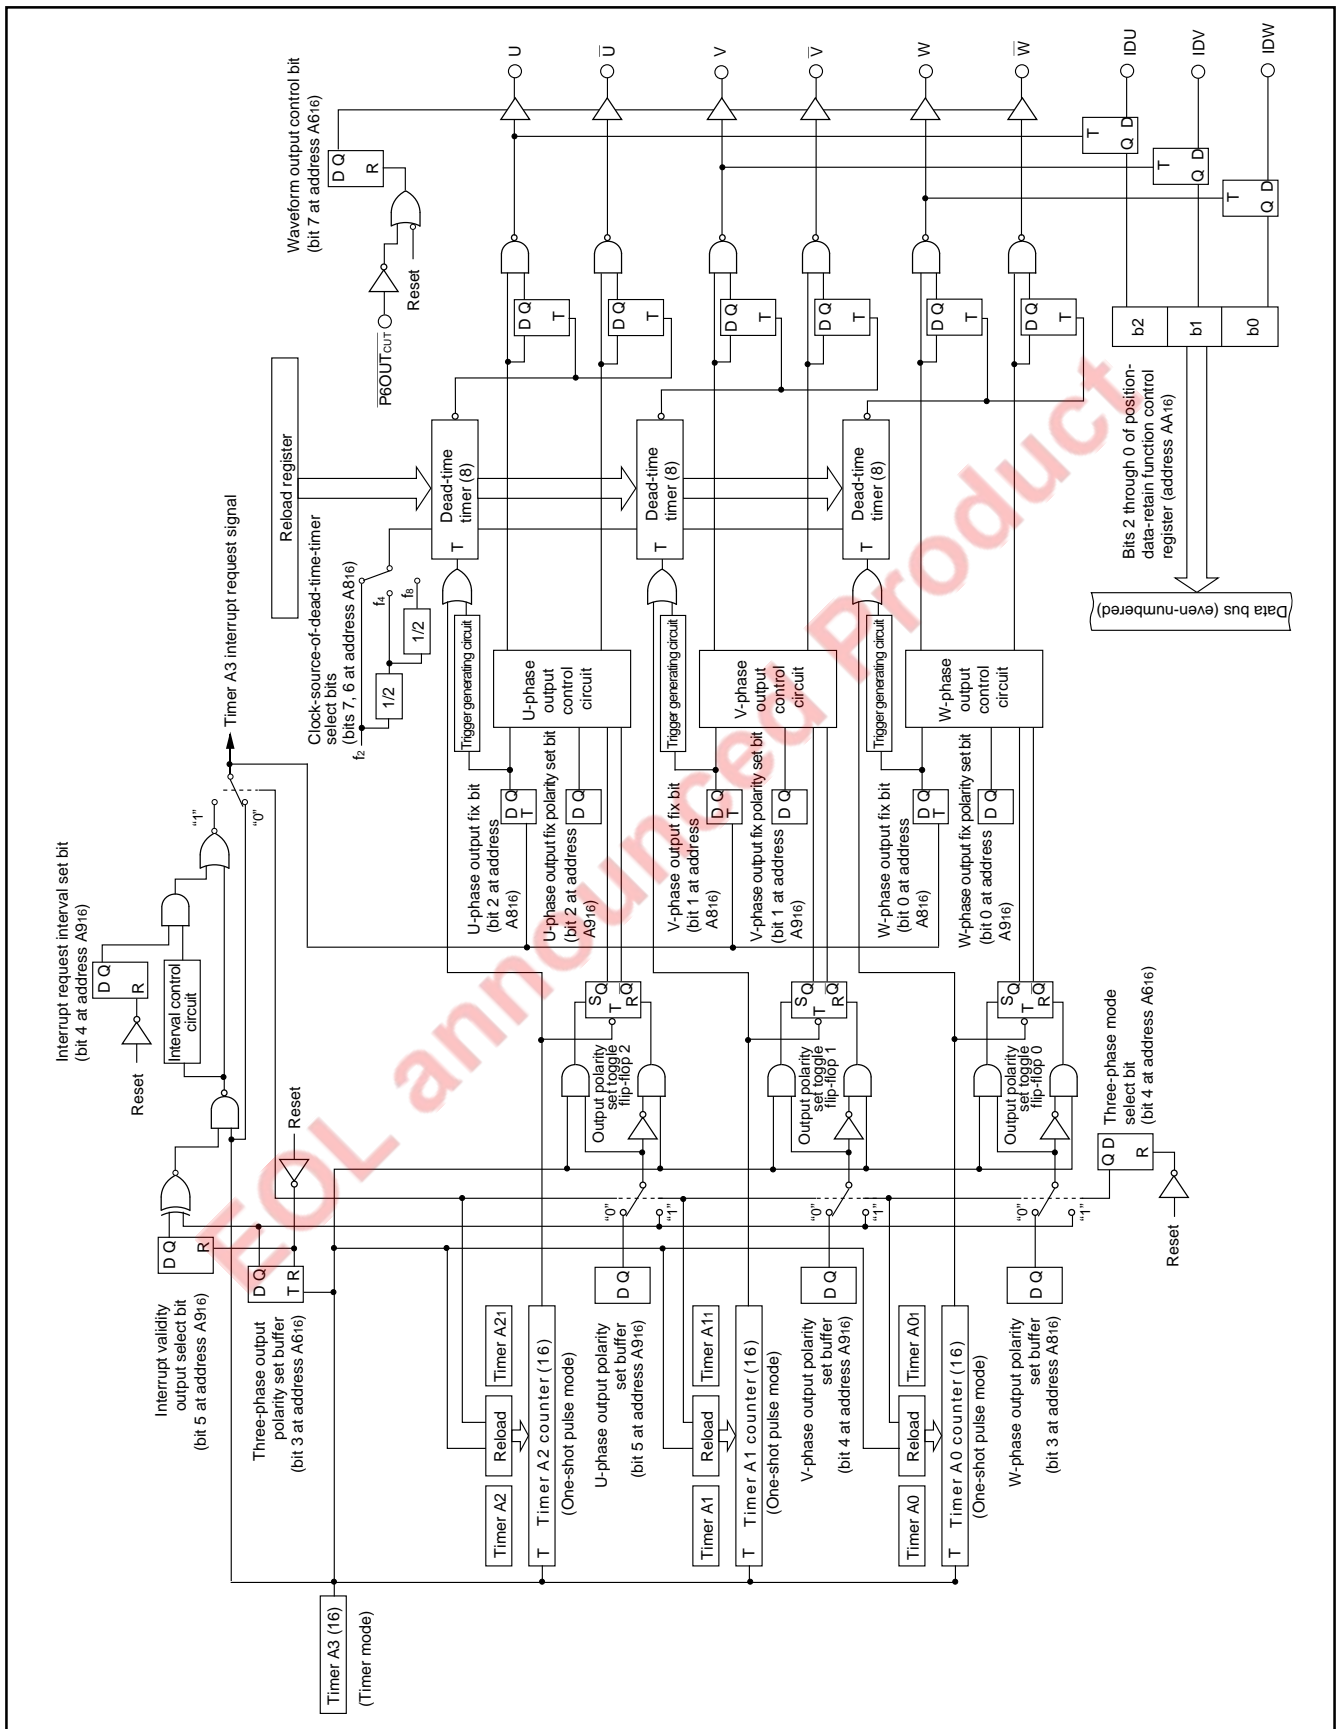 Timer A3 (16)
(Timer mode)
Interrupt validity
output select bit
(bit 5 at address A916)
Three-phase output
polarity set buffer
(bit 3 at address A616)
D Q
R
D Q
T R
Reset
Interrupt request interval set bit
(bit 4 at address A916)
Reset
D Q
R
Interval control
circuit
"1"
"0"
Timer A3 interrupt request signal
Timer A2
Reload
Timer A21
T Timer A2 counter (16)
(One-shot pulse mode)
U-phase output polarity
set buffer
(bit 5 at address A916)
D Q
"0"
"1"
Output polarity
set toggle
flip-flop 2
S Q
T
R Q
U-phase output fix bit
(bit 2 at address
A816)
D Q
T
U-phase output fix polarity set bit
(bit 2 at address
A916)
D Q
Trigger generating circuit
U-phase
output
control
circuit
Timer A1
Reload
Timer A11
T Timer A1 counter (16)
(One-shot pulse mode)
V-phase output polarity
set buffer
(bit 4 at address A916)
D Q
"0"
"1"
Output polarity
set toggle
flip-flop 1
S Q
T
R Q
V-phase output fix bit
(bit 1 at address
A816)
D Q
T
V-phase output fix polarity set bit
(bit 1 at address
A916)
D Q
Trigger generating circuit
V-phase
output
control
circuit
Timer A0
Reload
Timer A01
T Timer A0 counter (16)
(One-shot pulse mode)
W-phase output polarity
set buffer
(bit 3 at address A816)
D Q
"0"
"1"
Output polarity
set toggle
flip-flop 0
S Q
T
R Q
W-phase output fix bit
(bit 0 at address
A816)
D Q
T
W-phase output fix polarity set bit
(bit 0 at address
A916)
D Q
Trigger generating circuit
W-phase
output
control
circuit
Reset
Q D
R
Three-phase mode
select bit
(bit 4 at address A616)
Clock-source-of-dead-time-timer
select bits
(bits 7, 6 at address A816)
f2
1/2
f4
1/2
f8
Reload register
Dead-time
timer (8)
T
Dead-time
timer (8)
T
Dead-time
timer (8)
T
D Q
T
D Q
T
D Q
T
D Q
T
D Q
T
D Q
T
P6OUTCUT
Reset
D Q
R
Waveform output control bit
(bit 7 at address A616)
U
U
V
V
W
W
IDU
IDV
IDW
T
Q D
T
Q D
T
Q D
b2
b1
b0
Bits 2 through 0 of position-
data-retain function control
register (address AA16)
Data bus (even-numbered)
EOL announced Product